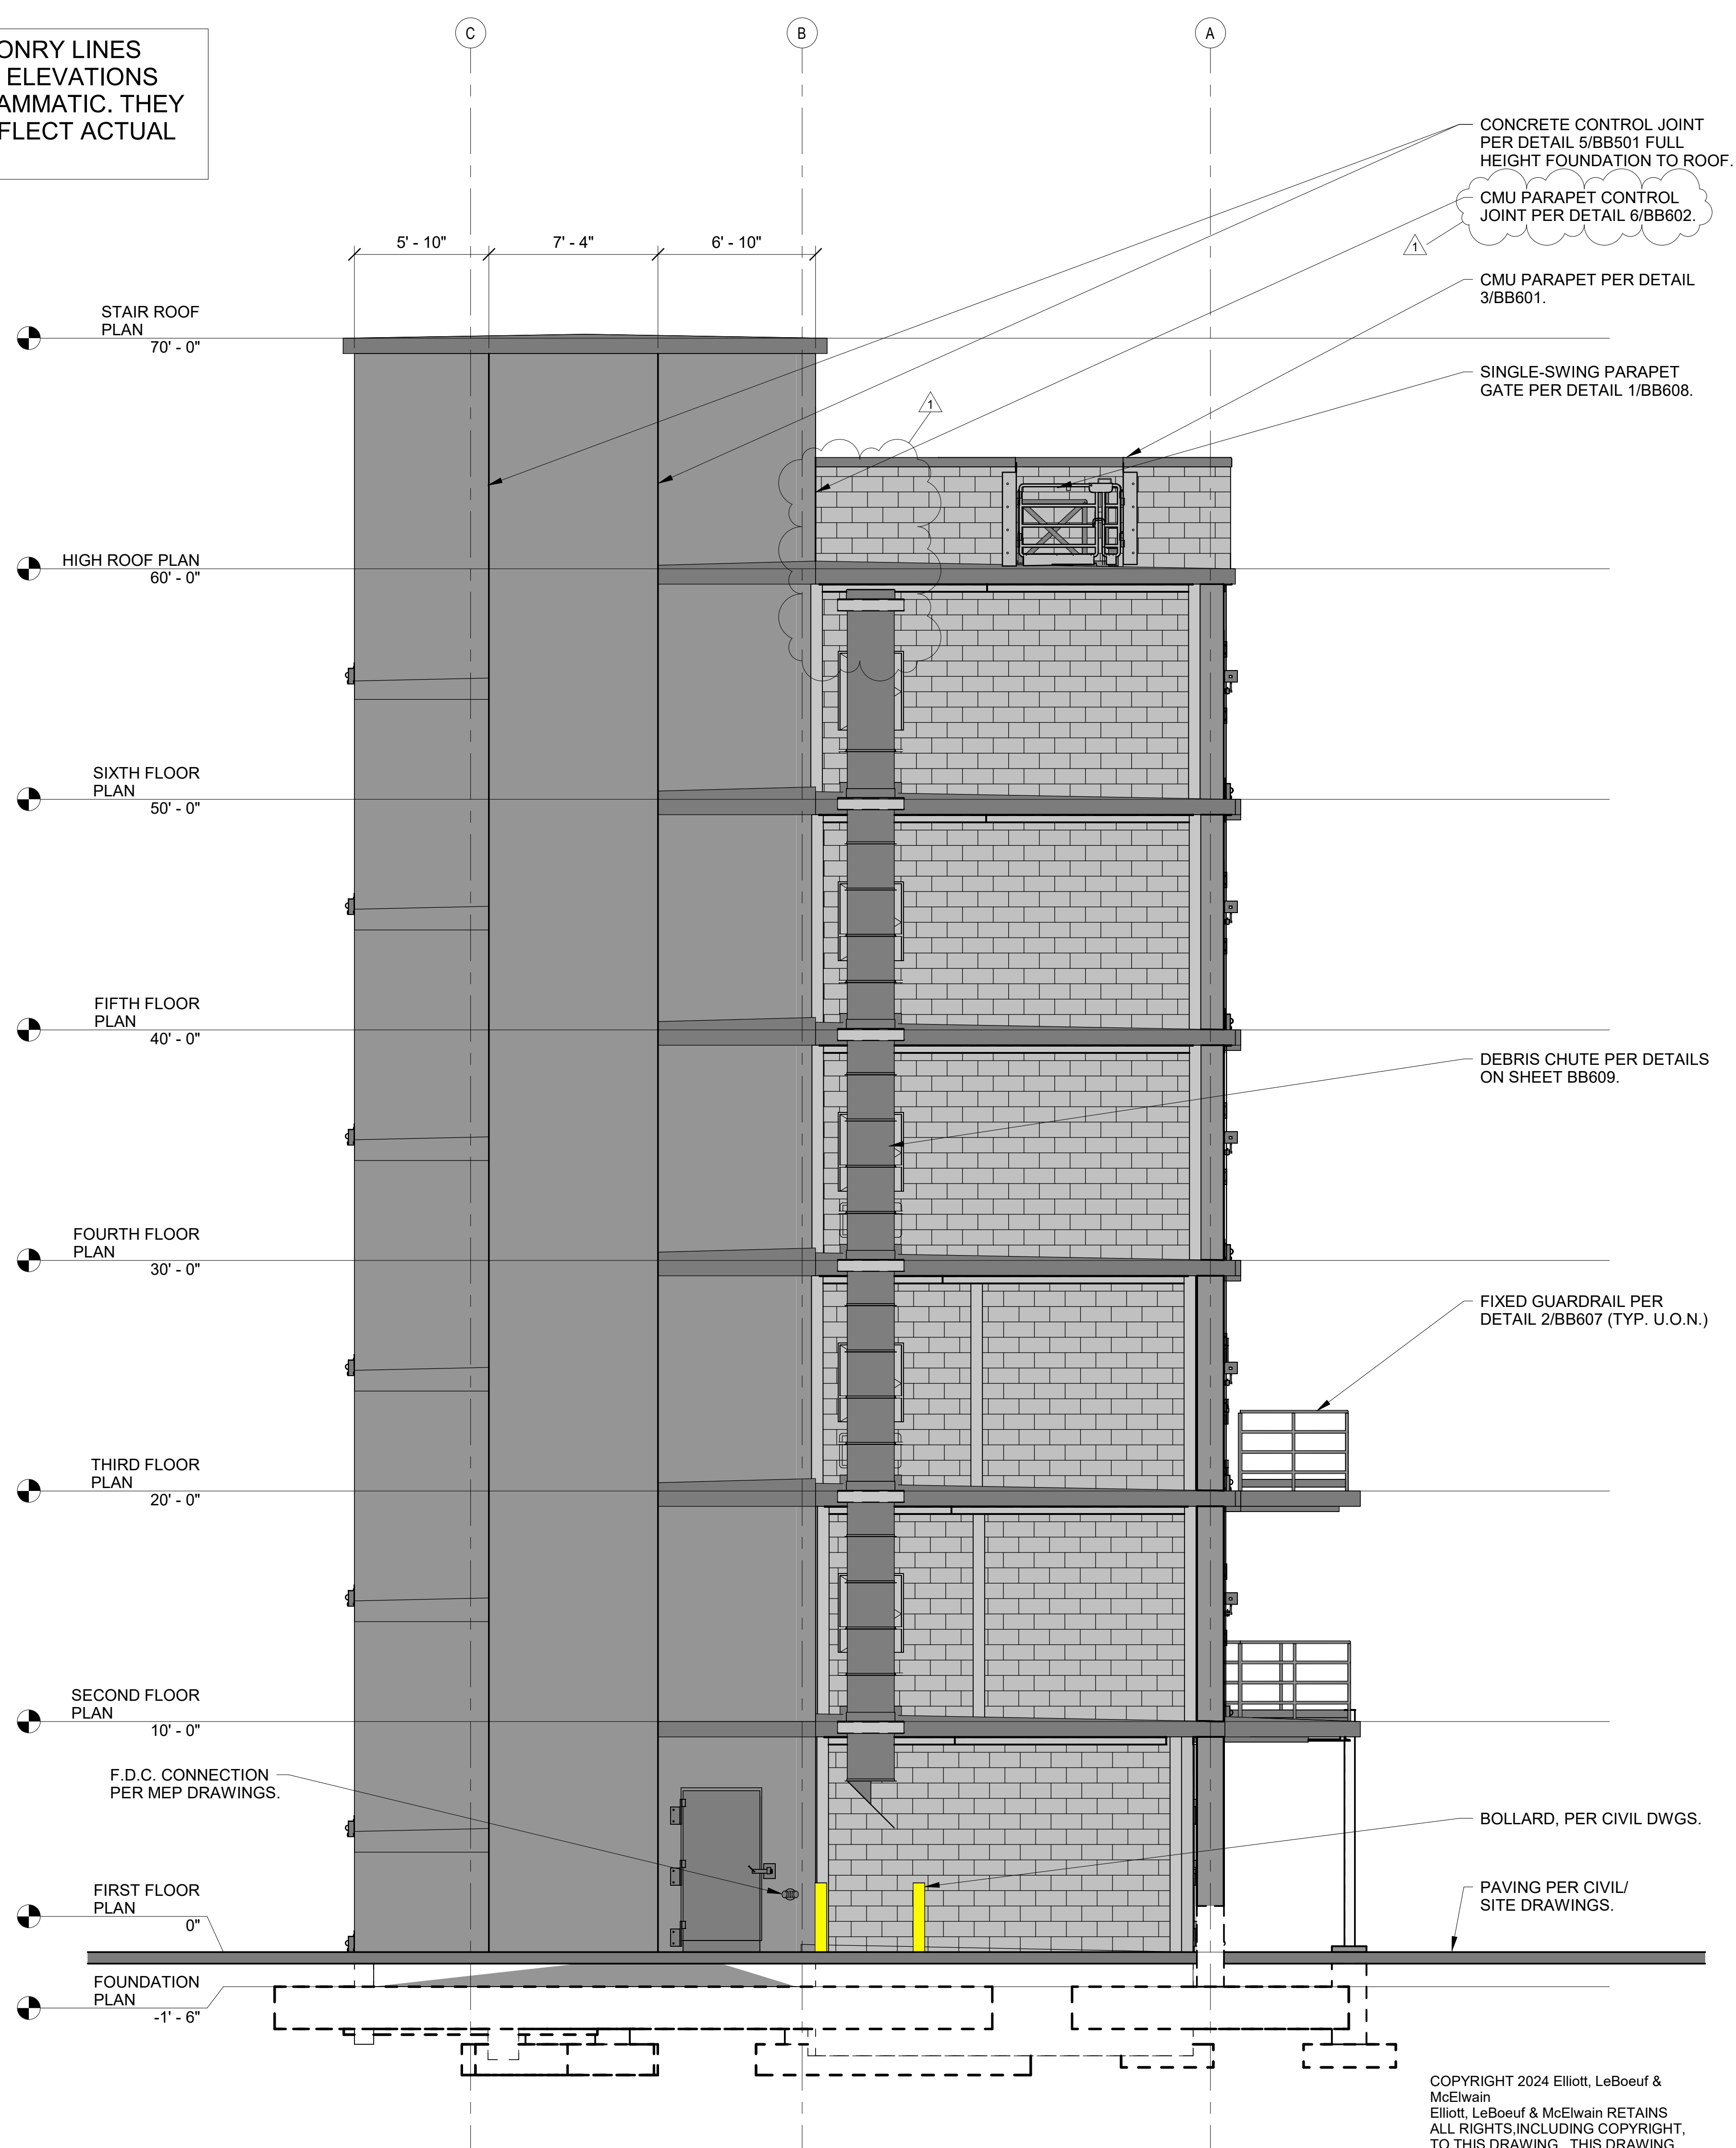 ONRY LINES
ELEVATIONS
AMMATIC. THEY
FLECT ACTUAL
C
B
A
CONCRETE CONTROL JOINT
PER DETAIL 5/BB501 FULL
HEIGHT FOUNDATION TO ROOF.
CMU PARAPET CONTROL
JOINT PER DETAIL 6/BB602.
1
5' - 10"
7' - 4"
6' - 10"
CMU PARAPET PER DETAIL
3/BB601.
STAIR ROOF
PLAN
70' - 0"
SINGLE-SWING PARAPET
GATE PER DETAIL 1/BB608.
1
HIGH ROOF PLAN
60' - 0"
SIXTH FLOOR
PLAN
50' - 0"
FIFTH FLOOR
PLAN
40' - 0"
DEBRIS CHUTE PER DETAILS
ON SHEET BB609.
FOURTH FLOOR
PLAN
30' - 0"
FIXED GUARDRAIL PER
DETAIL 2/BB607 (TYP. U.O.N.)
THIRD FLOOR
PLAN
20' - 0"
SECOND FLOOR
PLAN
10' - 0"
F.D.C. CONNECTION
PER MEP DRAWINGS.
BOLLARD, PER CIVIL DWGS.
FIRST FLOOR
PLAN
0"
PAVING PER CIVIL/
SITE DRAWINGS.
FOUNDATION
PLAN
-1' - 6"
COPYRIGHT 2024 Elliott, LeBoeuf &
McElwain
Elliott, LeBoeuf & McElwain RETAINS
ALL RIGHTS,INCLUDING COPYRIGHT,
TO THIS DRAWING. THIS DRAWING